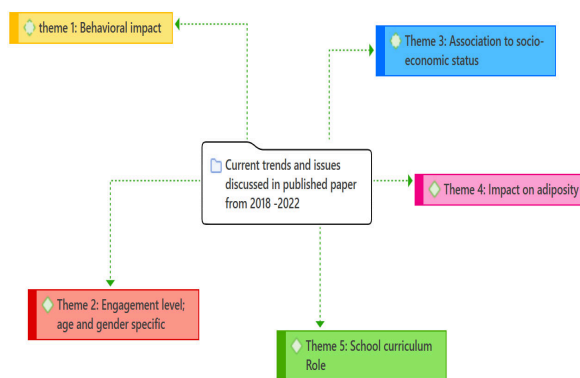 theme 1: Behavioral impact
Theme 3: Association to socio-
economic status
Current trends and issues
discussed in published paper
from 2018 -2022
Theme 4: Impact on adiposity
Theme 2: Engagement level;
age and gender specific
Theme 5: School curriculum
Role